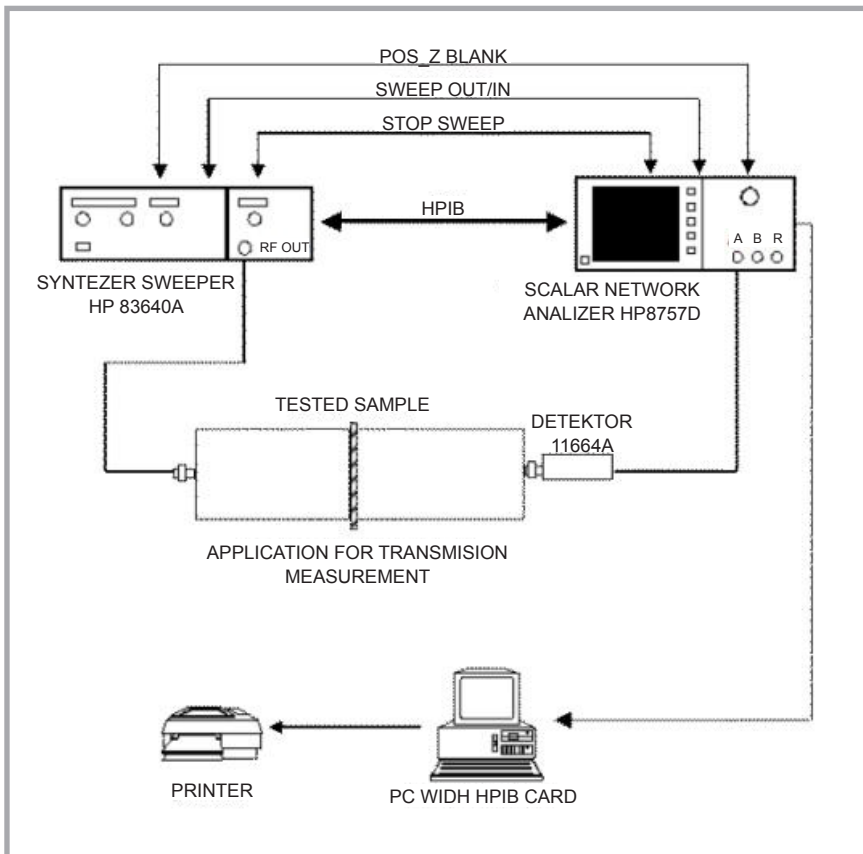 POS_Z BLANK
SWEEP OUT/IN
STOP SWEEP
HPIB
RF OUT
A B R
SYNTEZER SWEEPER
HP 83640A
SCALAR NETWORK
ANALIZER HP8757D
TESTED SAMPLE
DETEKTOR
11664A
APPLICATION FOR TRANSMISION
MEASUREMENT
PRINTER
PC WIDH HPIB CARD